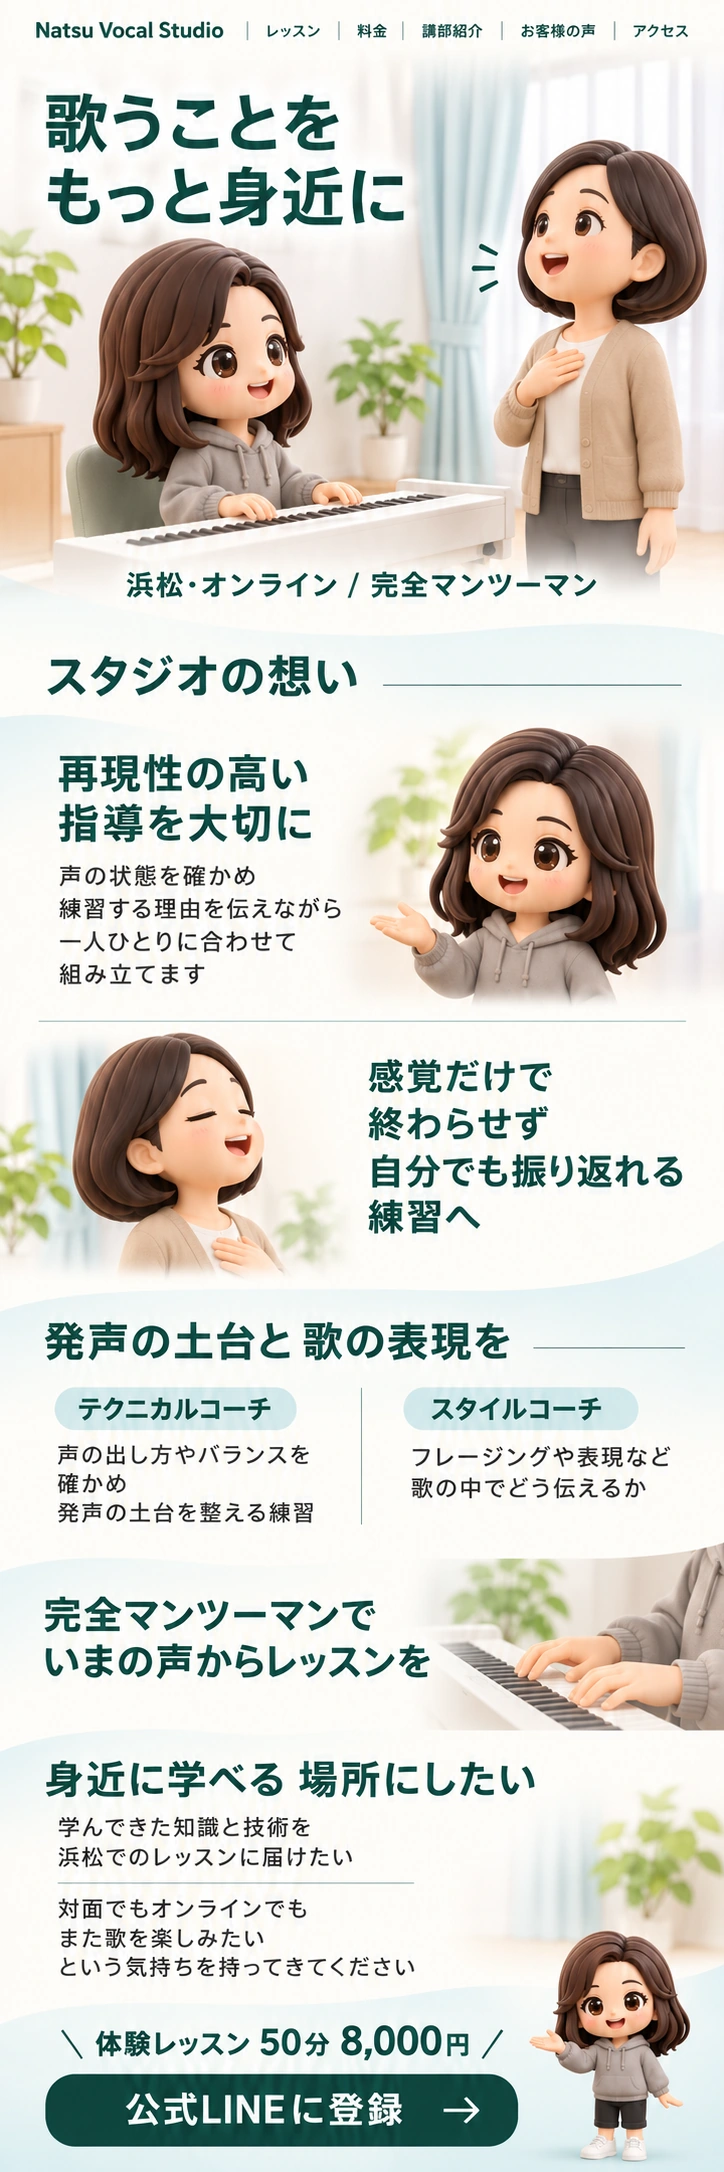 Natsu Vocal Studio | レッスン | 料金 | 講部紹介 | お客様の声 | アクセス
歌うことを
もっと身近に
浜松・オンライン / 完全マンツーマン
スタジオの想い
再現性の高い
指導を大切に
声の状態を確かめ
練習する理由を伝えながら
一人ひとりに合わせて
組み立てます
感覚だけで
終わらせず
自分でも振り返れる
練習へ
発声の土台と 歌の表現を
テクニカルコーチ
声の出し方やバランスを
確かめ
発声の土台を整える練習
スタイルコーチ
フレージングや表現など
歌の中でどう伝えるか
完全マンツーマンで
いまの声からレッスンを
身近に学べる 場所にしたい
学んできた知識と技術を
浜松でのレッスンに届けたい
対面でもオンラインでも
また歌を楽しみたい
という気持ちを持ってきてください
\ 体験レッスン 50分 8,000円 /
公式LINEに登録 →